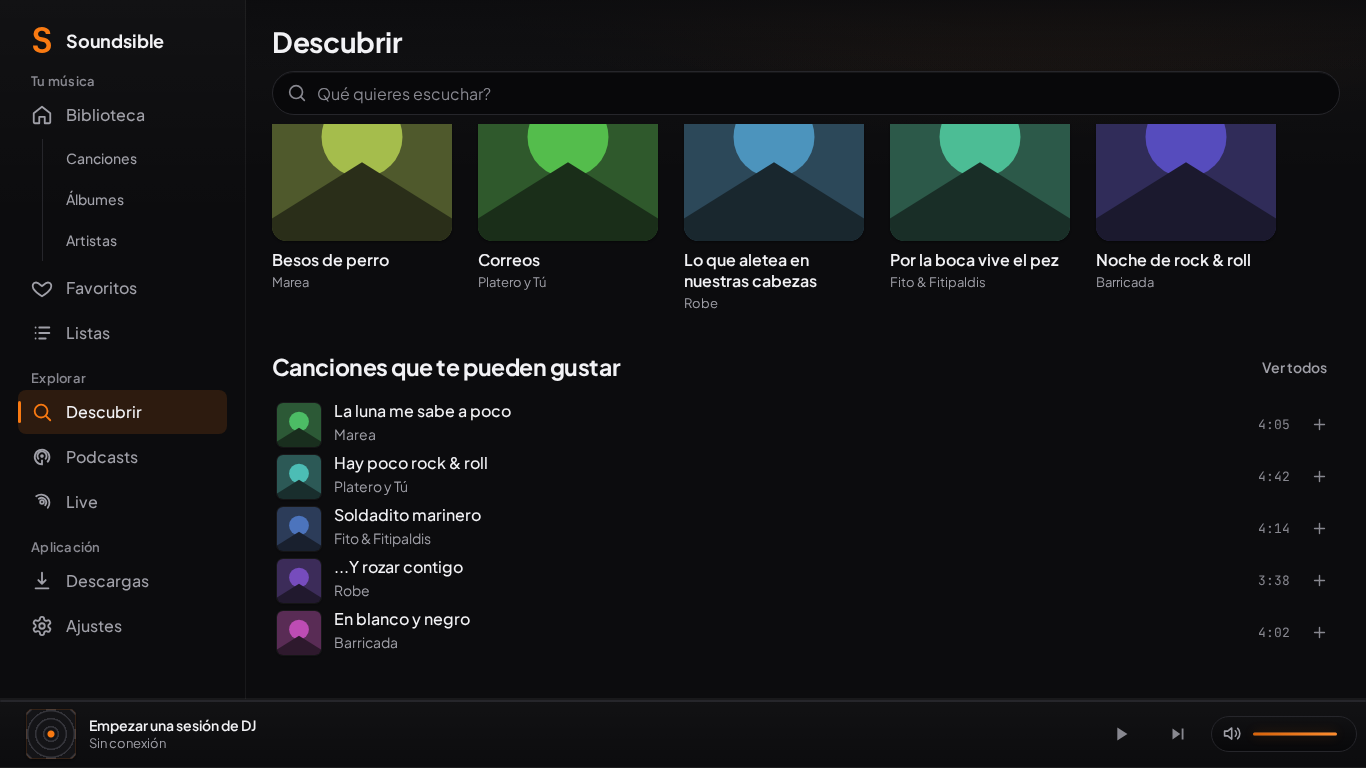 S Soundsible
Tu música
Biblioteca
Canciones
Álbumes
Artistas
Favoritos
Listas
Explorar
Descubrir
Podcasts
Live
Aplicación
Descargas
Ajustes
Descubrir
Qué quieres escuchar?
Besos de perro
Marea
Correos
Platero y Tú
Lo que aletea en
nuestras cabezas
Robe
Por la boca vive el pez
Fito & Fitipaldis
Noche de rock & roll
Barricada
Canciones que te pueden gustar
Ver todos
La luna me sabe a poco
Marea
4:05
Hay poco rock & roll
Platero y Tú
4:42
Soldadito marinero
Fito & Fitipaldis
4:14
...Y rozar contigo
Robe
3:38
En blanco y negro
Barricada
4:02
Empezar una sesión de DJ
Sin conexión